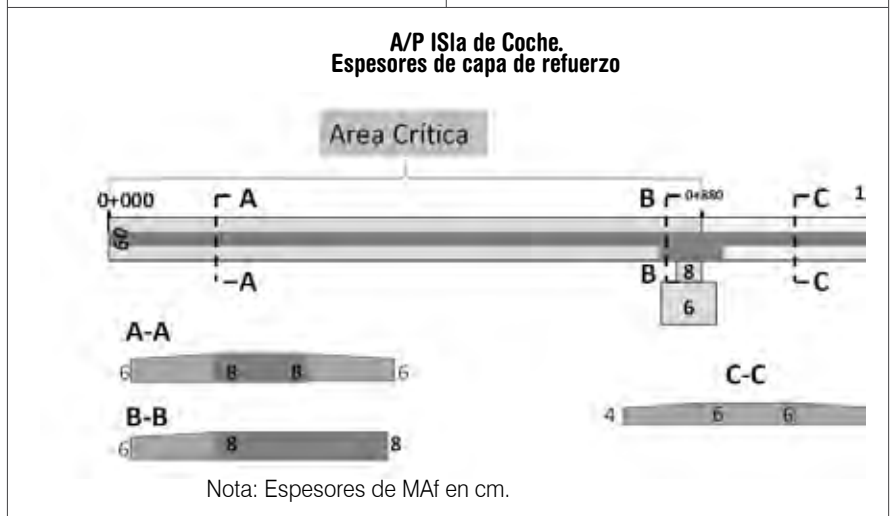 A/P ISla de Coche.
Espesores de capa de refuerzo
Area Crítica
0+000
A
B
0+880
C
1
60
A
B
8
C
6
A-A
6
8
8
6
B-B
6
8
8
C-C
4
6
6
Nota: Espesores de MAf en cm.